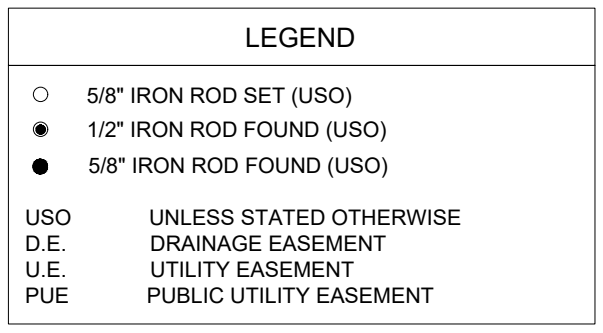 LEGEND
5/8" IRON ROD SET (USO)
1/2" IRON ROD FOUND (USO)
5/8" IRON ROD FOUND (USO)
USO UNLESS STATED OTHERWISE
D.E. DRAINAGE EASEMENT
U.E. UTILITY EASEMENT
PUE PUBLIC UTILITY EASEMENT